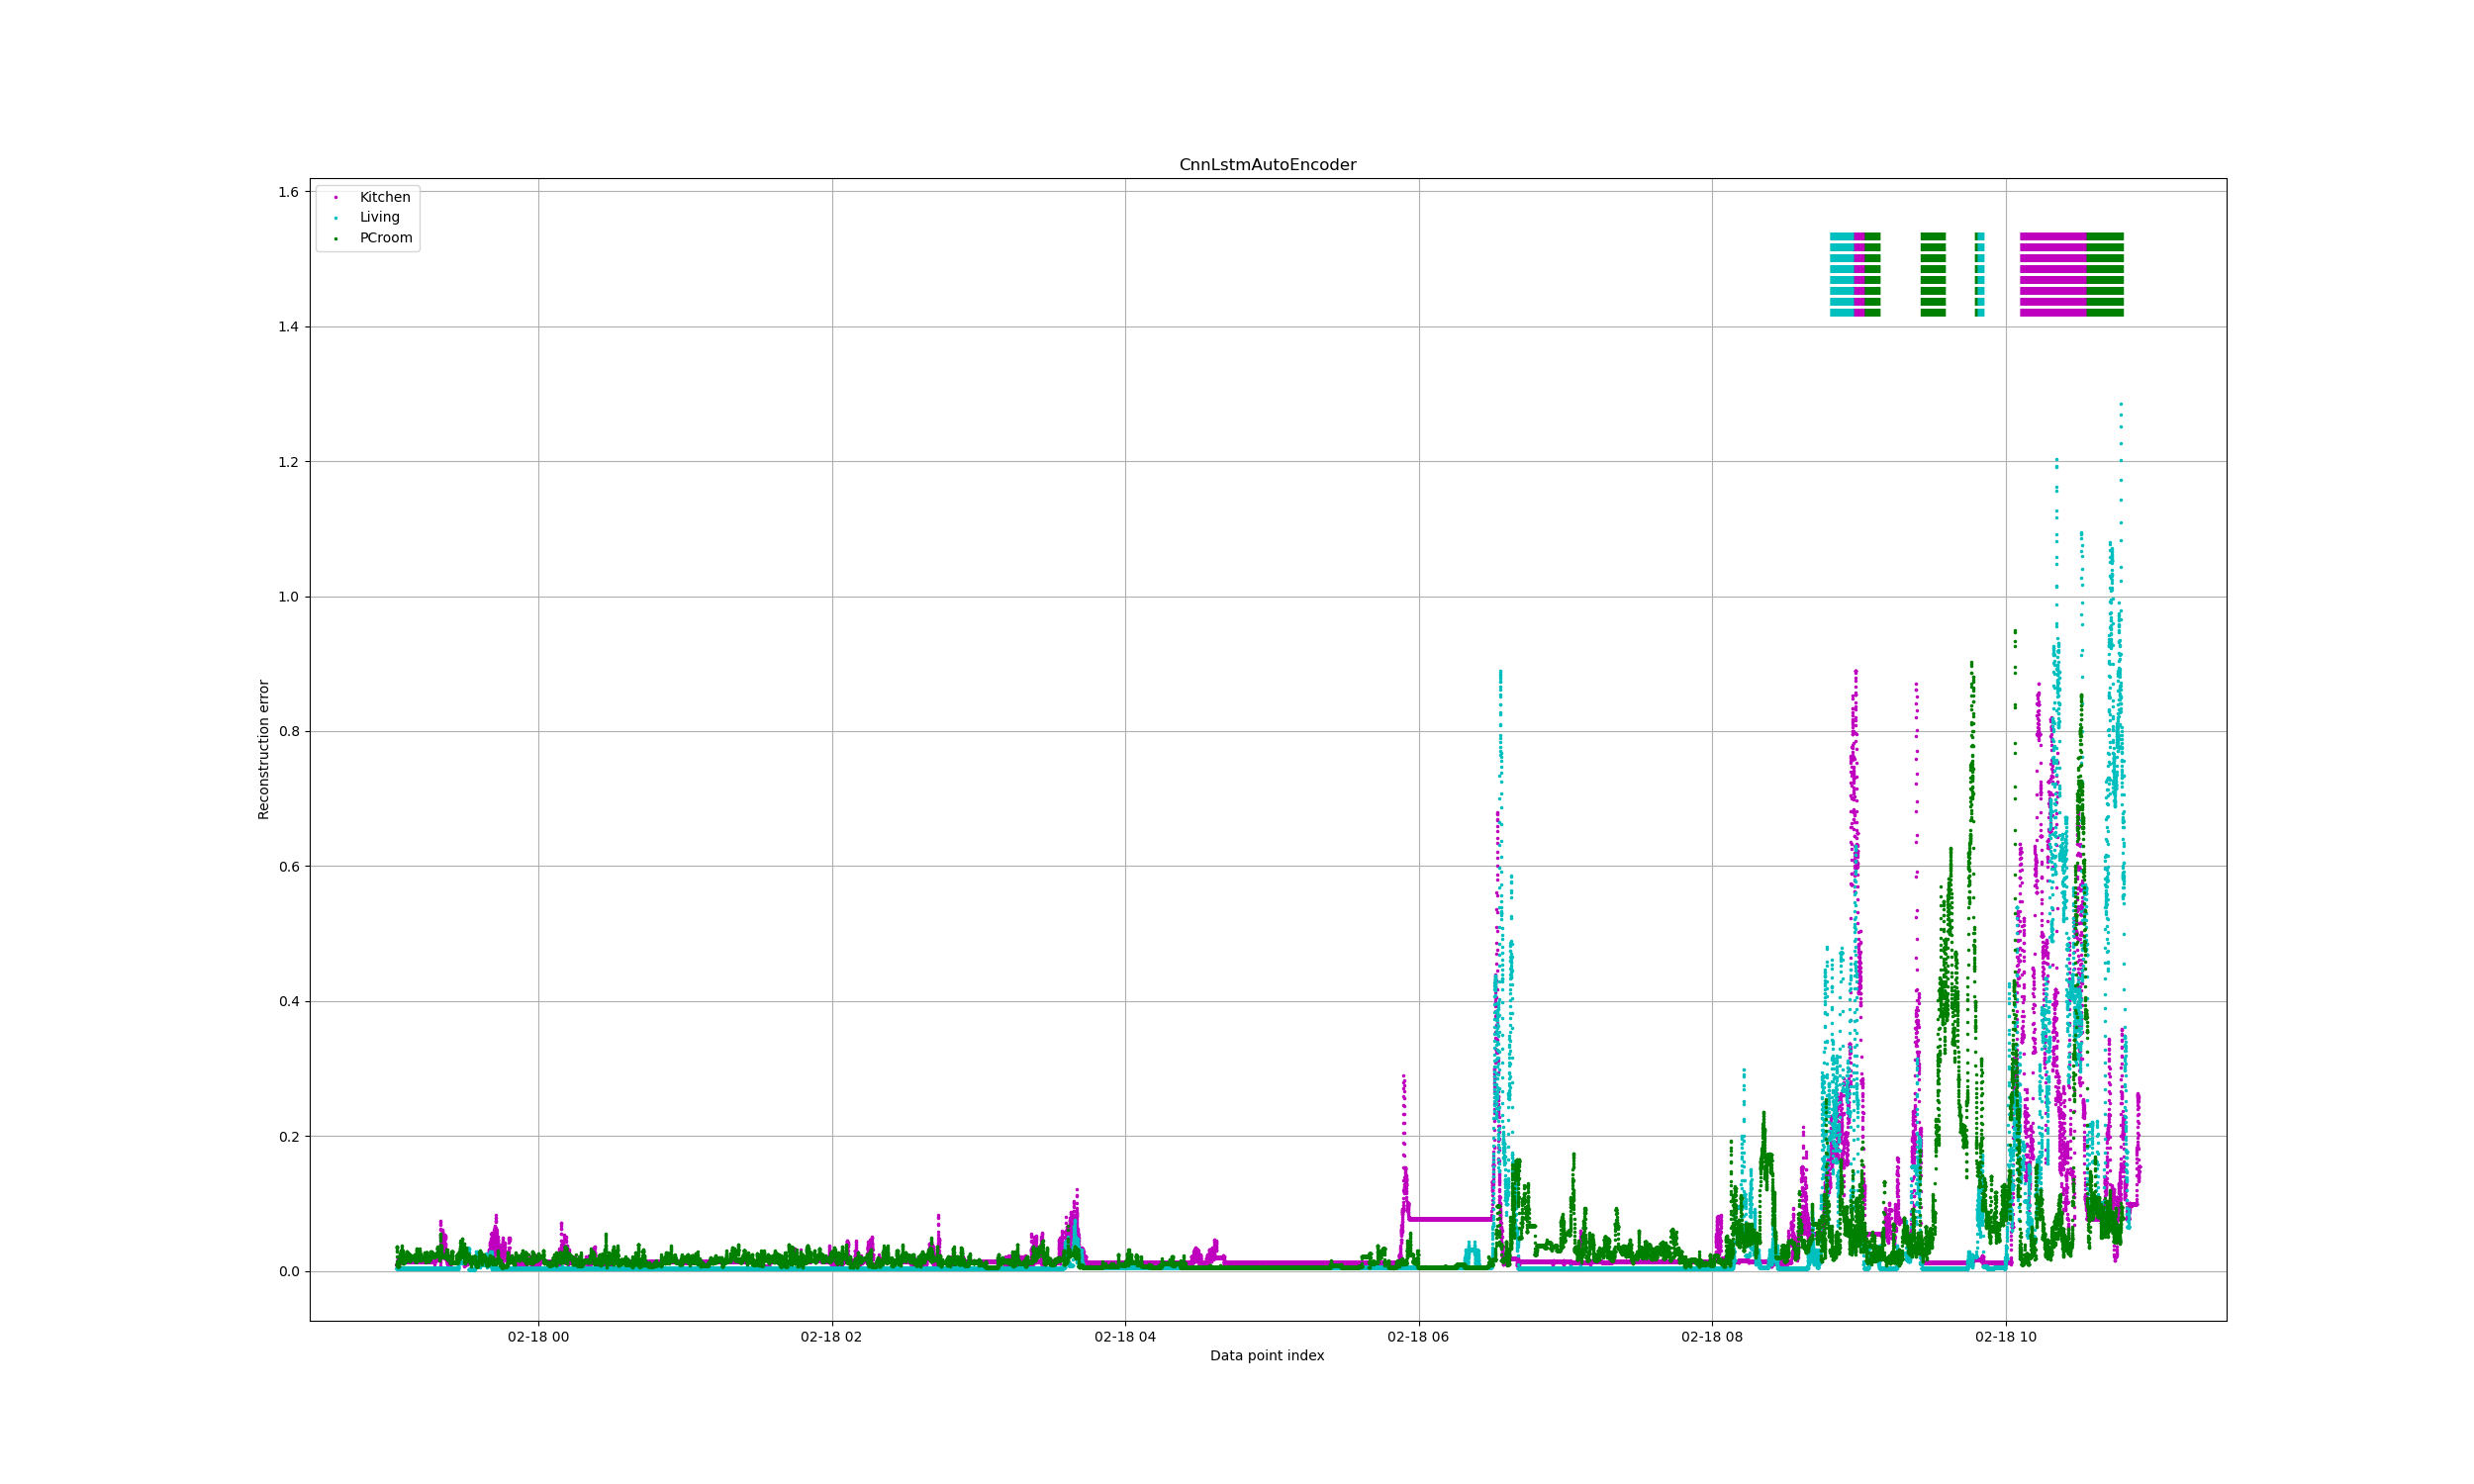 CnnLstmAutoEncoder
Kitchen
Living
PCroom
1.6
1.4
1.2
1.0
0.8
0.6
0.4
0.2
0.0
Reconstruction error
02-18 00
02-18 02
02-18 04
02-18 06
02-18 08
02-18 10
Data point index